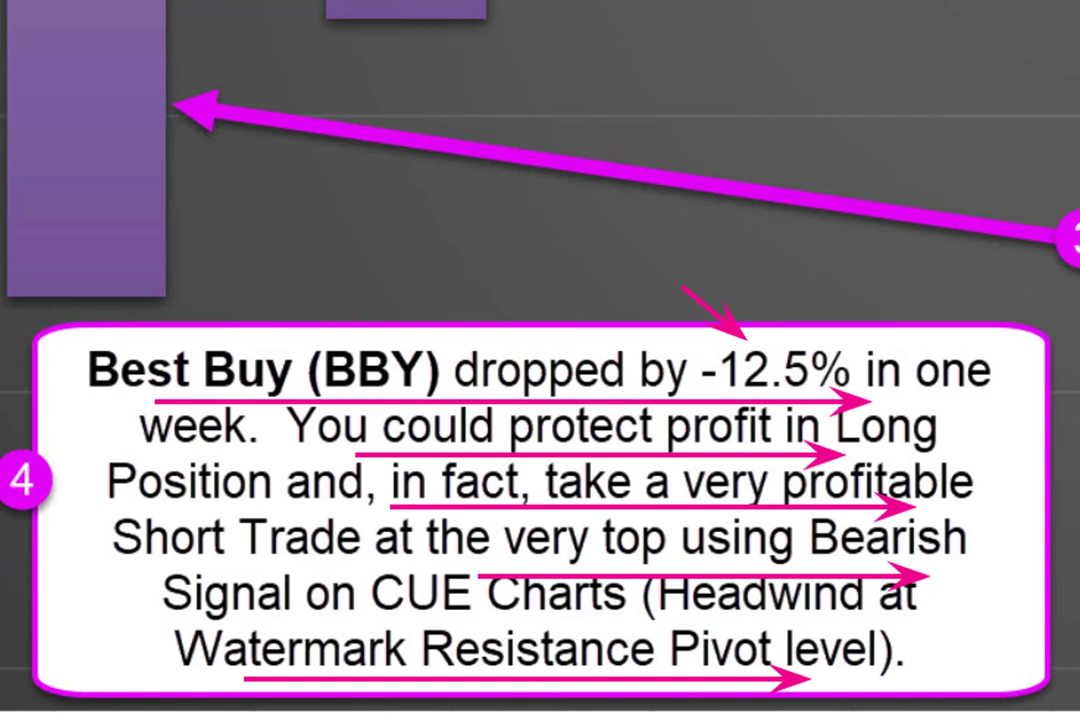 Best Buy (BBY) dropped by -12.5% in one
week.  You could protect profit in Long
Position and, in fact, take a very profitable
4
Short Trade at the very top using Bearish
Signal on CUE Charts (Headwind at
Watermark Resistance Pivot level).